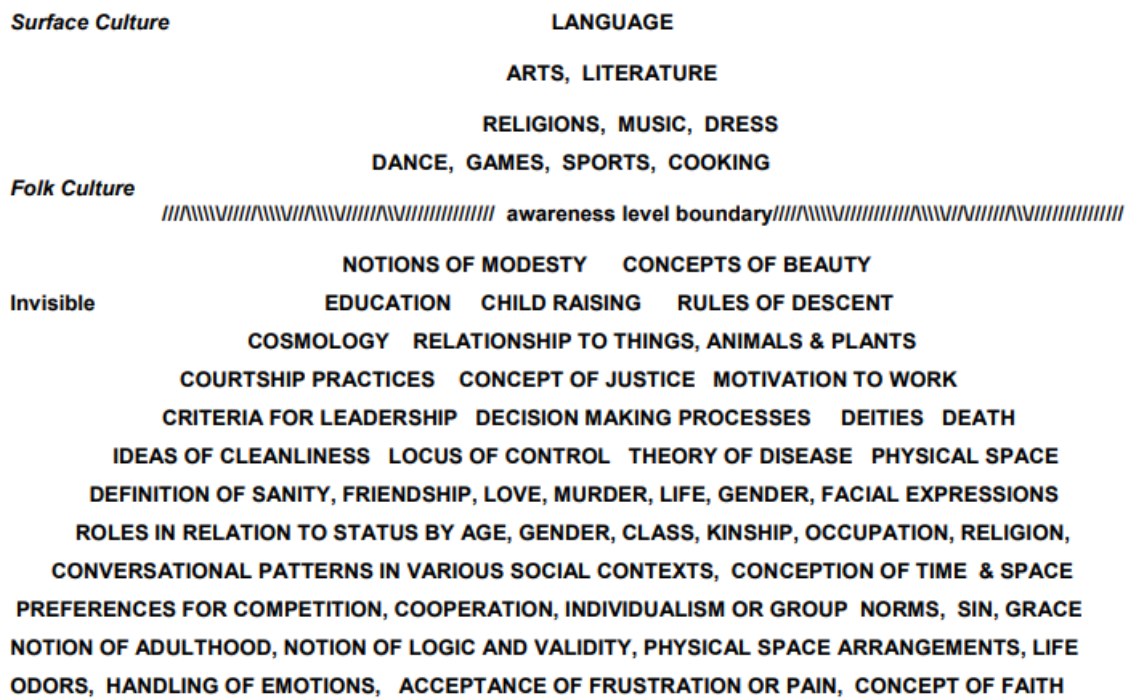 Surface Culture LANGUAGE
ARTS, LITERATURE
RELIGIONS, MUSIC, DRESS
DANCE, GAMES, SPORTS, COOKING
Folk Culture
////\\\\\\//////\\\\\////\\\\\//////\\\//////////////// awareness level boundary/////\\\\\\/////////////\\\\\///\///////\\\////////////////
NOTIONS OF MODESTY CONCEPTS OF BEAUTY
Invisible EDUCATION CHILD RAISING RULES OF DESCENT
COSMOLOGY RELATIONSHIP TO THINGS, ANIMALS & PLANTS
COURTSHIP PRACTICES CONCEPT OF JUSTICE MOTIVATION TO WORK
CRITERIA FOR LEADERSHIP DECISION MAKING PROCESSES DEITIES DEATH
IDEAS OF CLEANLINESS LOCUS OF CONTROL THEORY OF DISEASE PHYSICAL SPACE
DEFINITION OF SANITY, FRIENDSHIP, LOVE, MURDER, LIFE, GENDER, FACIAL EXPRESSIONS
ROLES IN RELATION TO STATUS BY AGE, GENDER, CLASS, KINSHIP, OCCUPATION, RELIGION,
CONVERSATIONAL PATTERNS IN VARIOUS SOCIAL CONTEXTS, CONCEPTION OF TIME & SPACE
PREFERENCES FOR COMPETITION, COOPERATION, INDIVIDUALISM OR GROUP NORMS, SIN, GRACE
NOTION OF ADULTHOOD, NOTION OF LOGIC AND VALIDITY, PHYSICAL SPACE ARRANGEMENTS, LIFE
ODORS, HANDLING OF EMOTIONS, ACCEPTANCE OF FRUSTRATION OR PAIN, CONCEPT OF FAITH